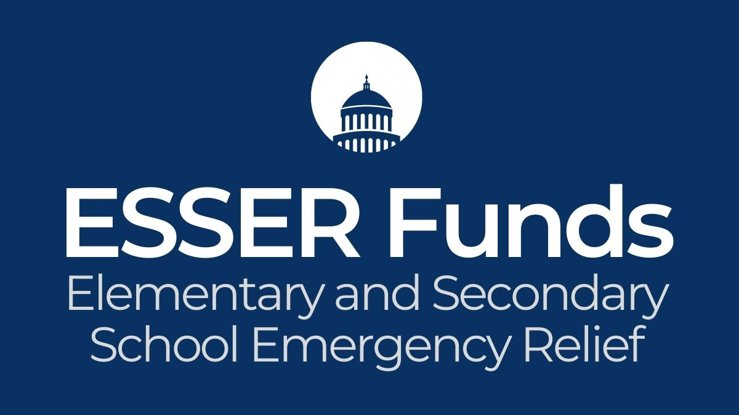 ESSER Funds
Elementary and Secondary
School Emergency Relief